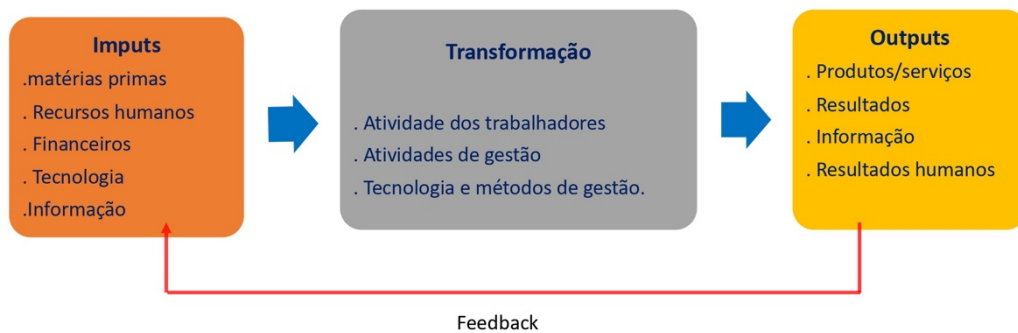 Imputs
.matérias primas
. Recursos humanos
. Financeiros
. Tecnologia
.Informação
Transformação
. Atividade dos trabalhadores
. Atividades de gestão
. Tecnologia e métodos de gestão.
Outputs
. Produtos/serviços
. Resultados
. Informação
. Resultados humanos
Feedback